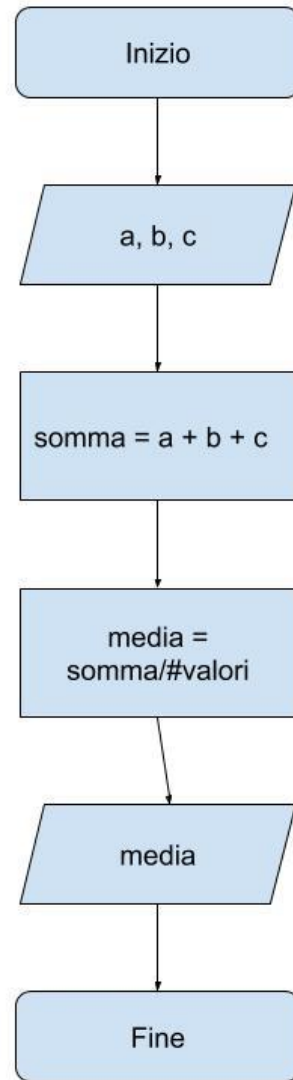 Inizio
a, b, c
somma = a + b + c
media =
somma/#valori
media
Fine